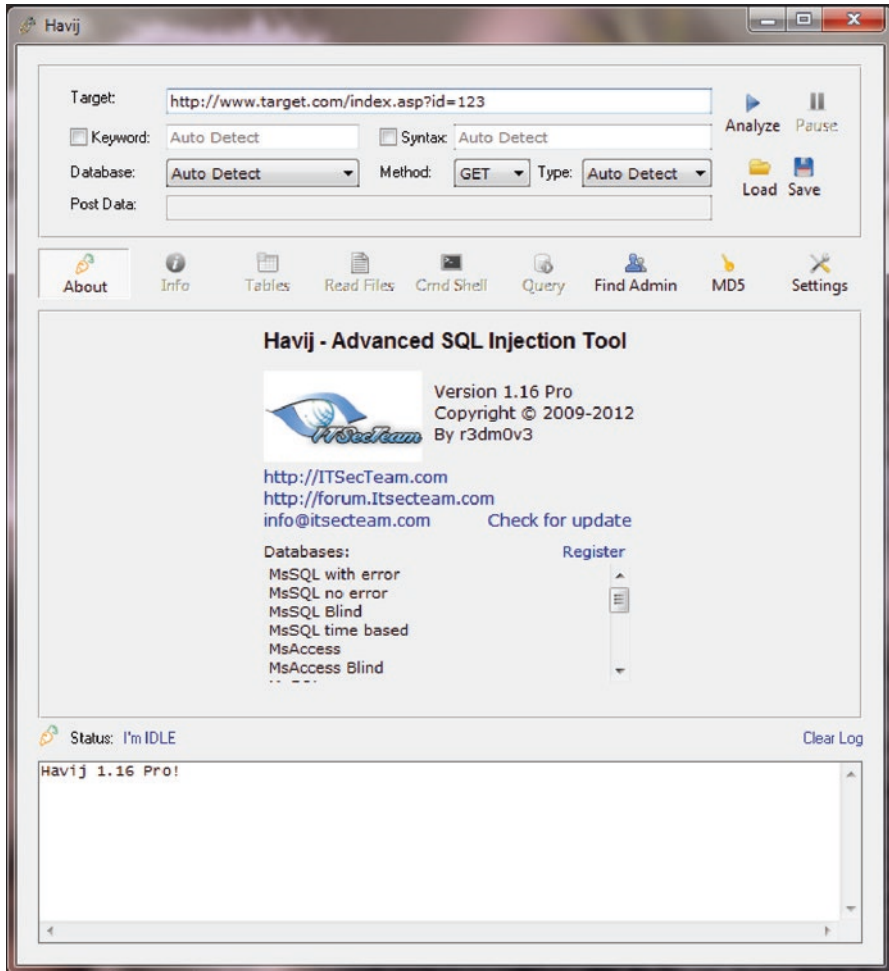 Havij
Target:
http://www.target.com/index.asp?id=123
Analyze
Pause
Keyword:
Auto Detect
Syntax:
Auto Detect
Database:
Auto Detect
Method:
GET
Type:
Auto Detect
Load
Save
Post Data:
About
Info
Tables
Read Files
Cmd Shell
Query
Find Admin
MD5
Settings
Havij - Advanced SQL Injection Tool
ITSecTeam
Version 1.16 Pro
Copyright © 2009-2012
By r3dm0v3
http://ITSecTeam.com
http://forum.Itsecteam.com
info@itsecteam.com
Check for update
Databases:
Register
MsSQL with error
MsSQL no error
MsSQL Blind
MsSQL time based
MsAccess
MsAccess Blind
Status: I'm IDLE
Clear Log
Havij 1.16 Pro!